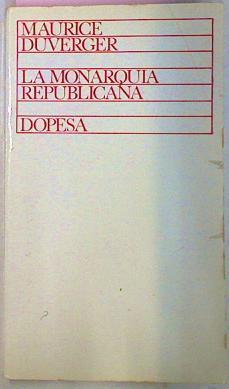 MAURICE
DUVERGER
LA MONARQUIA
REPUBLICANA
DOPESA